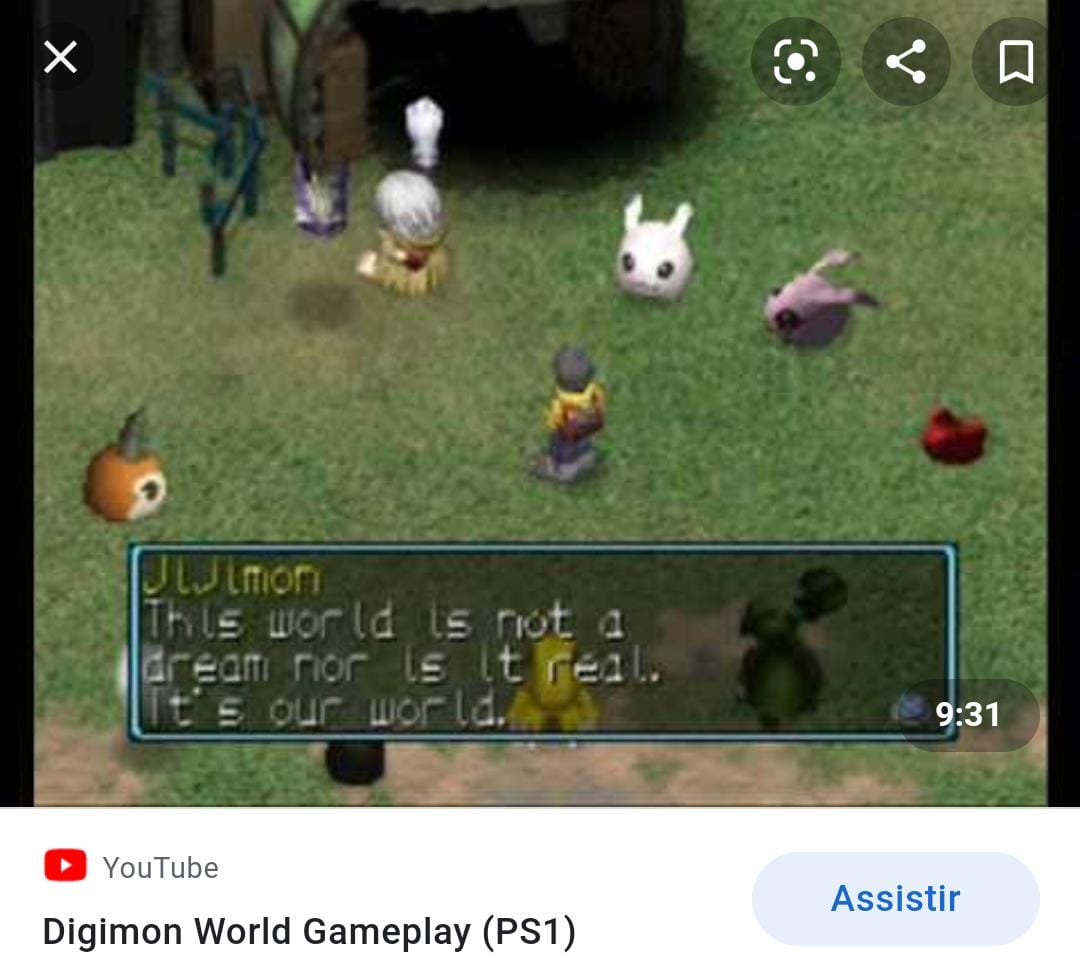 Jijimon
This world is not a
dream nor is it real.
It's our world.
9:31
YouTube
Assistir
Digimon World Gameplay (PS1)